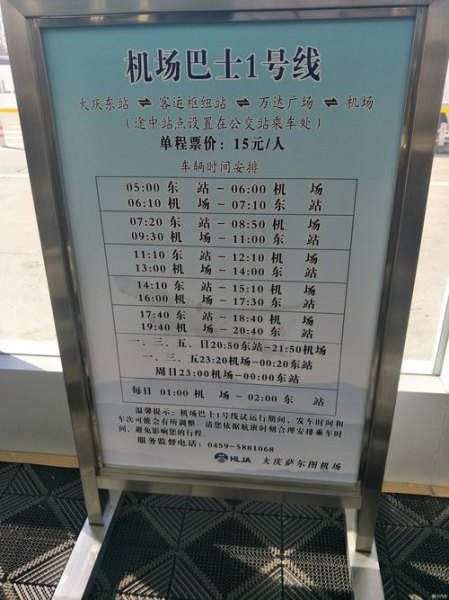 机场巴士1号线
大庆东站 ⇌ 客运枢纽站 ⇌ 万达广场 ⇌ 机场
（途中站点设置在公交站乘车处）
单程票价：15元/人
车辆时间安排
05:00 东 站 - 06:00 机 场
06:10 机 场 - 07:10 东 站
07:20 东 站 - 08:50 机 场
09:30 机 场 - 11:00 东 站
11:10 东 站 - 12:10 机 场
13:00 机 场 - 14:00 东 站
14:10 东 站 - 15:10 机 场
16:00 机 场 - 17:30 东 站
17:40 东 站 - 18:40 机 场
19:40 机 场 - 20:40 东 站
一、三、五、日20:50东站-21:50机场
一、三、五23:20机场-00:20东站
周日23:00机场-00:00东站
每日 01:00 机 场 - 02:00 东 站
温馨提示：机场巴士1号线试运行期间，发车时间和
车次可能会有所调整，请您依据航班时刻合理安排乘车时
间，避免影响您的行程。
服务监督电话：0459-5881068
HLJA 大庆萨尔图机场